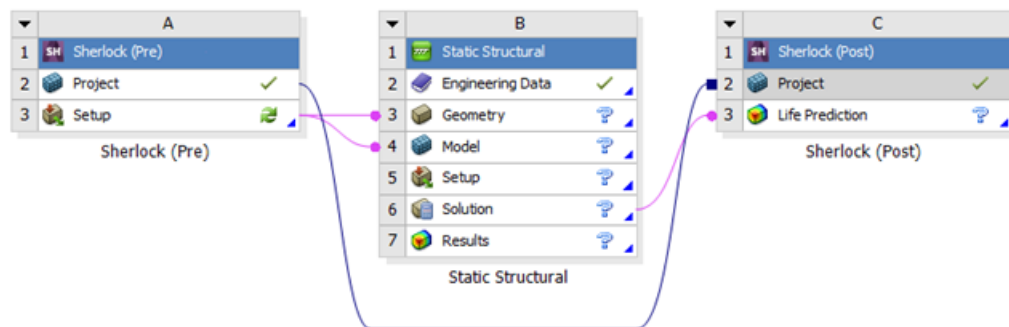 A
1 SH Sherlock (Pre)
2 Project
3 Setup
Sherlock (Pre)
B
1 Static Structural
2 Engineering Data
3 Geometry
4 Model
5 Setup
6 Solution
7 Results
Static Structural
C
1 SH Sherlock (Post)
2 Project
3 Life Prediction
Sherlock (Post)